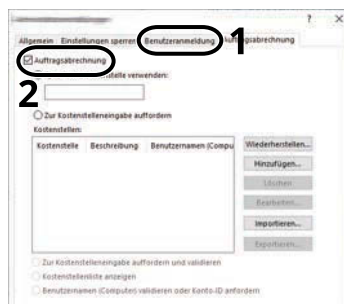 ? X
Allgemein Einstellungen sperren Benutzeranmeldung Auftragsabrechnung
1
Auftragsabrechnung
2
stelle verwenden:
Zur Kostenstelleneingabe auffordern
Kostenstellen:
Kostenstelle Beschreibung Benutzernamen (Compu
Wiederherstellen...
Hinzufügen...
Löschen
Bearbeiten...
Importieren...
Exportieren...
Zur Kostenstelleneingabe auffordern und validieren
Kostenstellenliste anzeigen
Benutzernamen (Computer) validieren oder Konto-ID anfordern